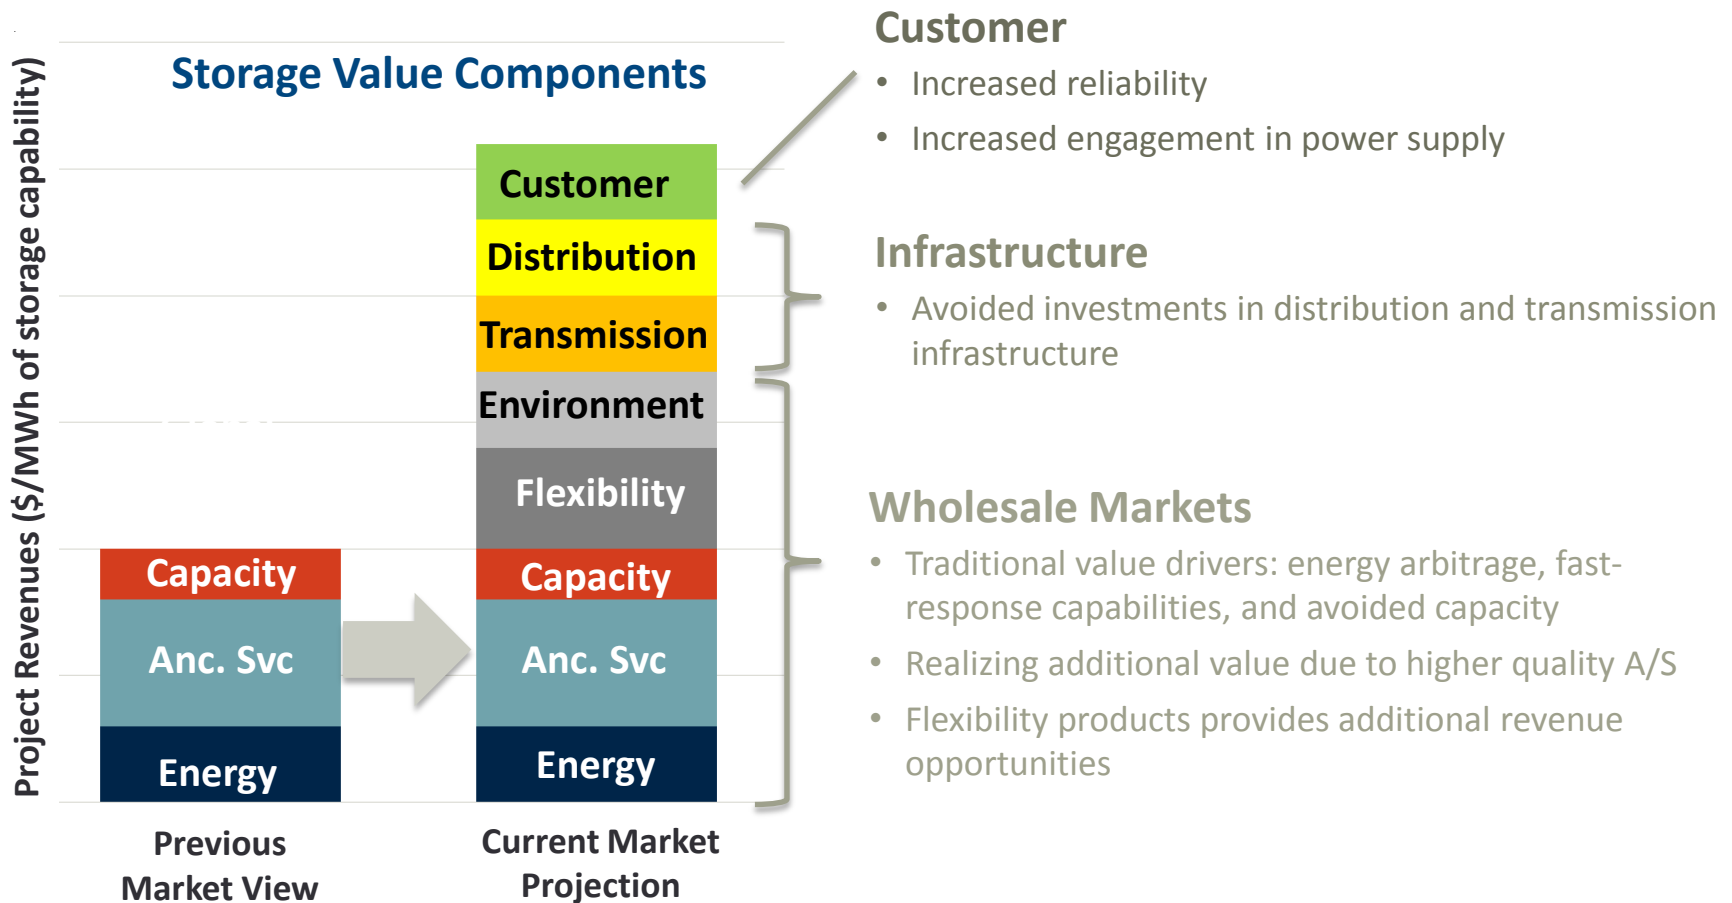 Project Revenues ($/MWh of storage capability)
Storage Value Components
Customer
Distribution
Transmission
Environment
Flexibility
Capacity
Anc. Svc
Energy
Capacity
Anc. Svc
Energy
Previous
Market View
Current Market
Projection
Customer
• Increased reliability
• Increased engagement in power supply
Infrastructure
• Avoided investments in distribution and transmission
infrastructure
Wholesale Markets
• Traditional value drivers: energy arbitrage, fast-
response capabilities, and avoided capacity
• Realizing additional value due to higher quality A/S
• Flexibility products provides additional revenue
opportunities